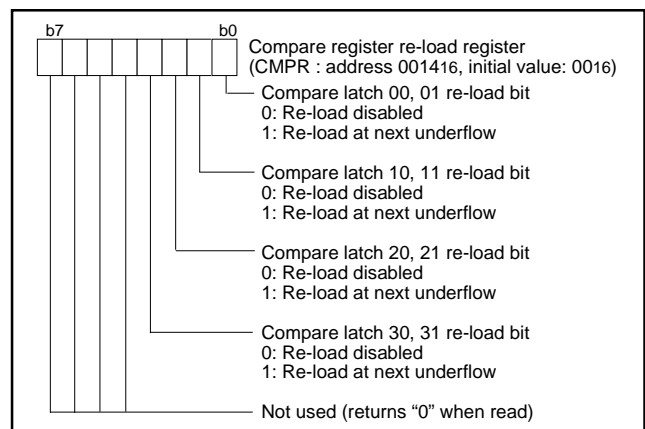 b7 b0
Compare register re-load register
(CMPR : address 001416, initial value: 0016)
Compare latch 00, 01 re-load bit
0: Re-load disabled
1: Re-load at next underflow
Compare latch 10, 11 re-load bit
0: Re-load disabled
1: Re-load at next underflow
Compare latch 20, 21 re-load bit
0: Re-load disabled
1: Re-load at next underflow
Compare latch 30, 31 re-load bit
0: Re-load disabled
1: Re-load at next underflow
Not used (returns “0” when read)